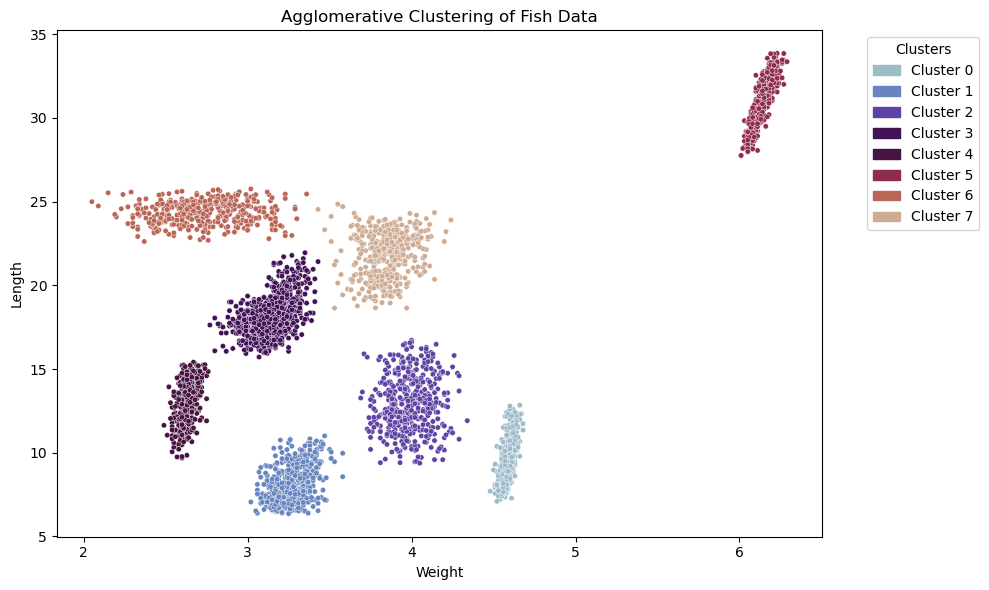 Agglomerative Clustering of Fish Data
Length
35
30
25
20
15
10
5
2
3
4
5
6
Weight
Clusters
Cluster 0
Cluster 1
Cluster 2
Cluster 3
Cluster 4
Cluster 5
Cluster 6
Cluster 7